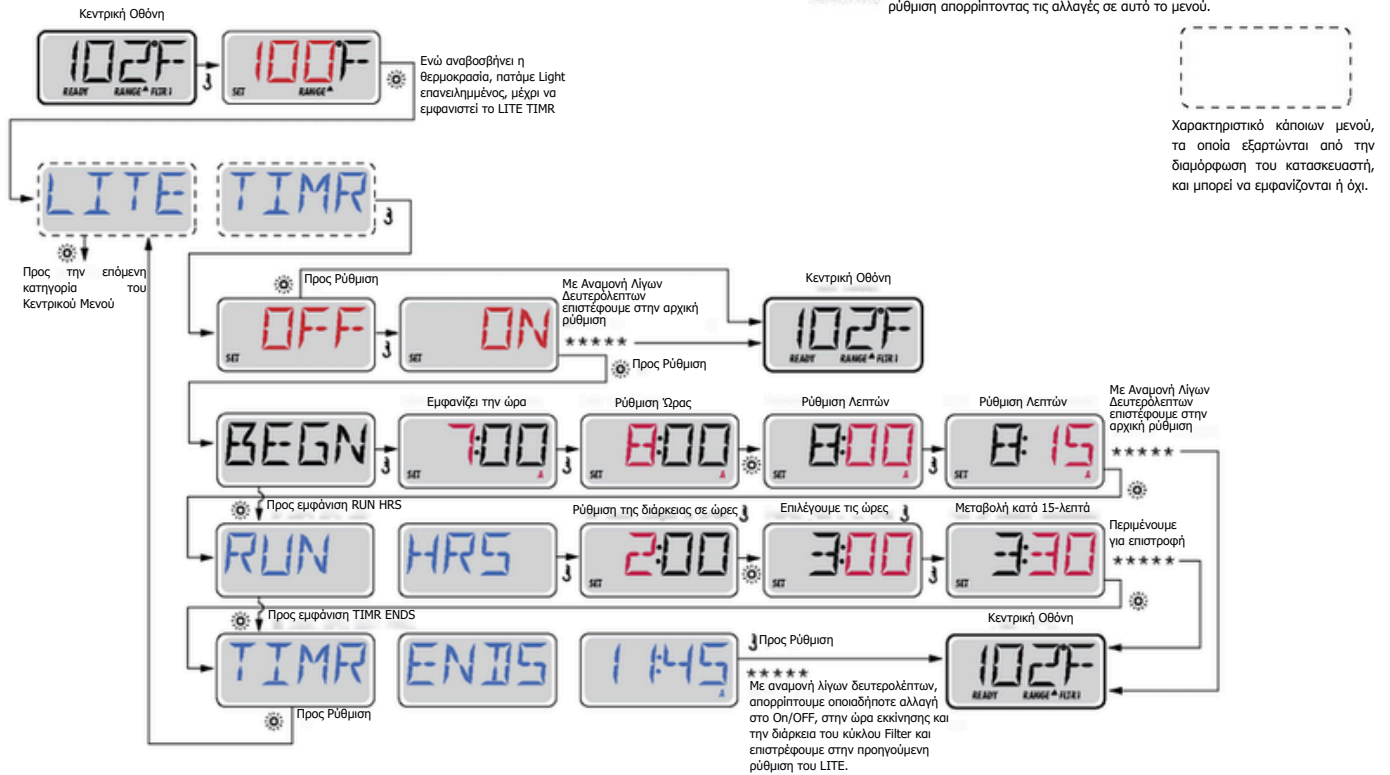 ρύθμιση απορρίπτοντας τις αλλαγές σε αυτό το μενού.
Κεντρική Οθόνη
102°F
READY RANGE FLTR 1
100°F
SET RANGE
Ενώ αναβοσβήνει η
θερμοκρασία, πατάμε Light
επανειλημμένος, μέχρι να
εμφανιστεί το LITE TIMR
Χαρακτηριστικό κάποιων μενού,
τα οποία εξαρτώνται από την
διαμόρφωση του κατασκευαστή,
και μπορεί να εμφανίζονται ή όχι.
LITE TIMR
Προς την επόμενη
κατηγορία του
Κεντρικού Μενού
Προς Ρύθμιση
OFF
SET
ON
SET
Με Αναμονή Λίγων
Δευτερόλεπτων
επιστέφουμε στην αρχική
ρύθμιση
*****
Προς Ρύθμιση
Κεντρική Οθόνη
102°F
READY RANGE FLTR 1
BEGN
Εμφανίζει την ώρα
7:00
SET A
Ρύθμιση Ώρας
8:00
SET A
Ρύθμιση Λεπτών
8:00
SET A
Ρύθμιση Λεπτών
8:15
SET A
Με Αναμονή Λίγων
Δευτερόλεπτων
επιστέφουμε στην
αρχική ρύθμιση
*****
Προς εμφάνιση RUN HRS
RUN HRS
Ρύθμιση της διάρκειας σε ώρες
2:00
SET
Επιλέγουμε τις ώρες
3:00
SET
Μεταβολή κατά 15-λεπτά
3:30
SET
Περιμένουμε
για επιστροφή
*****
Προς εμφάνιση TIMR ENDS
TIMR ENDS 11:45
A
Προς Ρύθμιση
Προς Ρύθμιση
*****
Με αναμονή λίγων δευτερολέπτων,
απορρίπτουμε οποιαδήποτε αλλαγή
στο On/OFF, στην ώρα εκκίνησης και
την διάρκεια του κύκλου Filter και
επιστρέφουμε στην προηγούμενη
ρύθμιση του LITE.
Κεντρική Οθόνη
102°F
READY RANGE FLTR 1